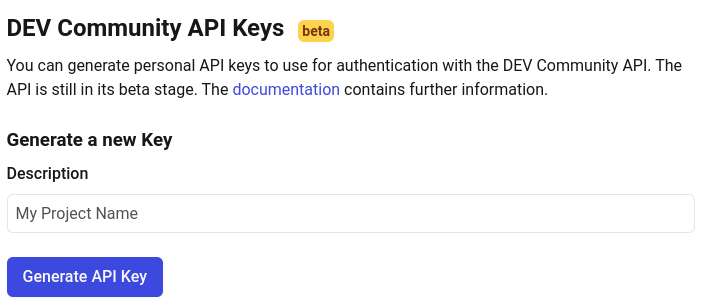 DEV Community API Keys beta
You can generate personal API keys to use for authentication with the DEV Community API. The
API is still in its beta stage. The documentation contains further information.
Generate a new Key
Description
My Project Name
Generate API Key